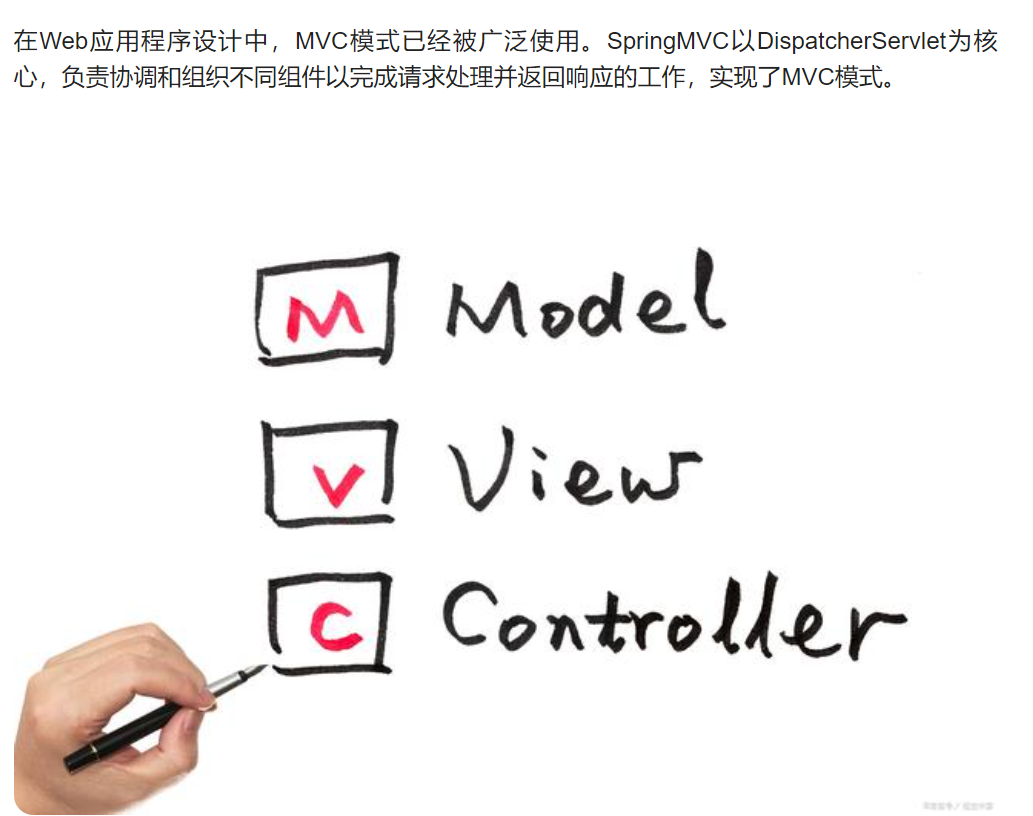 在Web应用程序设计中，MVC模式已经被广泛使用。SpringMVC以DispatcherServlet为核
心，负责协调和组织不同组件以完成请求处理并返回响应的工作，实现了MVC模式。
M Model
V View
C Controller